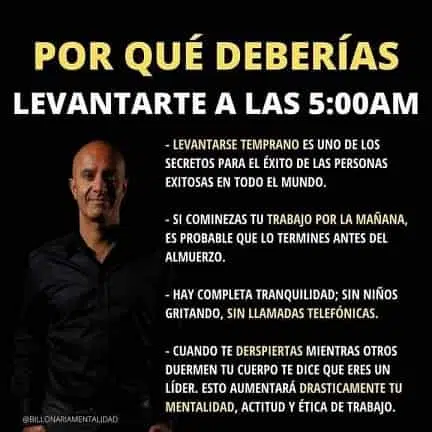 POR QUÉ DEBERÍAS
LEVANTARTE A LAS 5:00AM
- LEVANTARSE TEMPRANO ES UNO DE LOS
SECRETOS PARA EL ÉXITO DE LAS PERSONAS
EXITOSAS EN TODO EL MUNDO.
- SI COMINEZAS TU TRABAJO POR LA MAÑANA,
ES PROBABLE QUE LO TERMINES ANTES DEL
ALMUERZO.
- HAY COMPLETA TRANQUILIDAD; SIN NIÑOS
GRITANDO, SIN LLAMADAS TELEFÓNICAS.
- CUANDO TE DERSPIERTAS MIENTRAS OTROS
DUERMEN TU CUERPO TE DICE QUE ERES UN
LÍDER. ESTO AUMENTARÁ DRASTICAMENTE TU
MENTALIDAD, ACTITUD Y ÉTICA DE TRABAJO.
@BILLONARIAMENTALIDAD